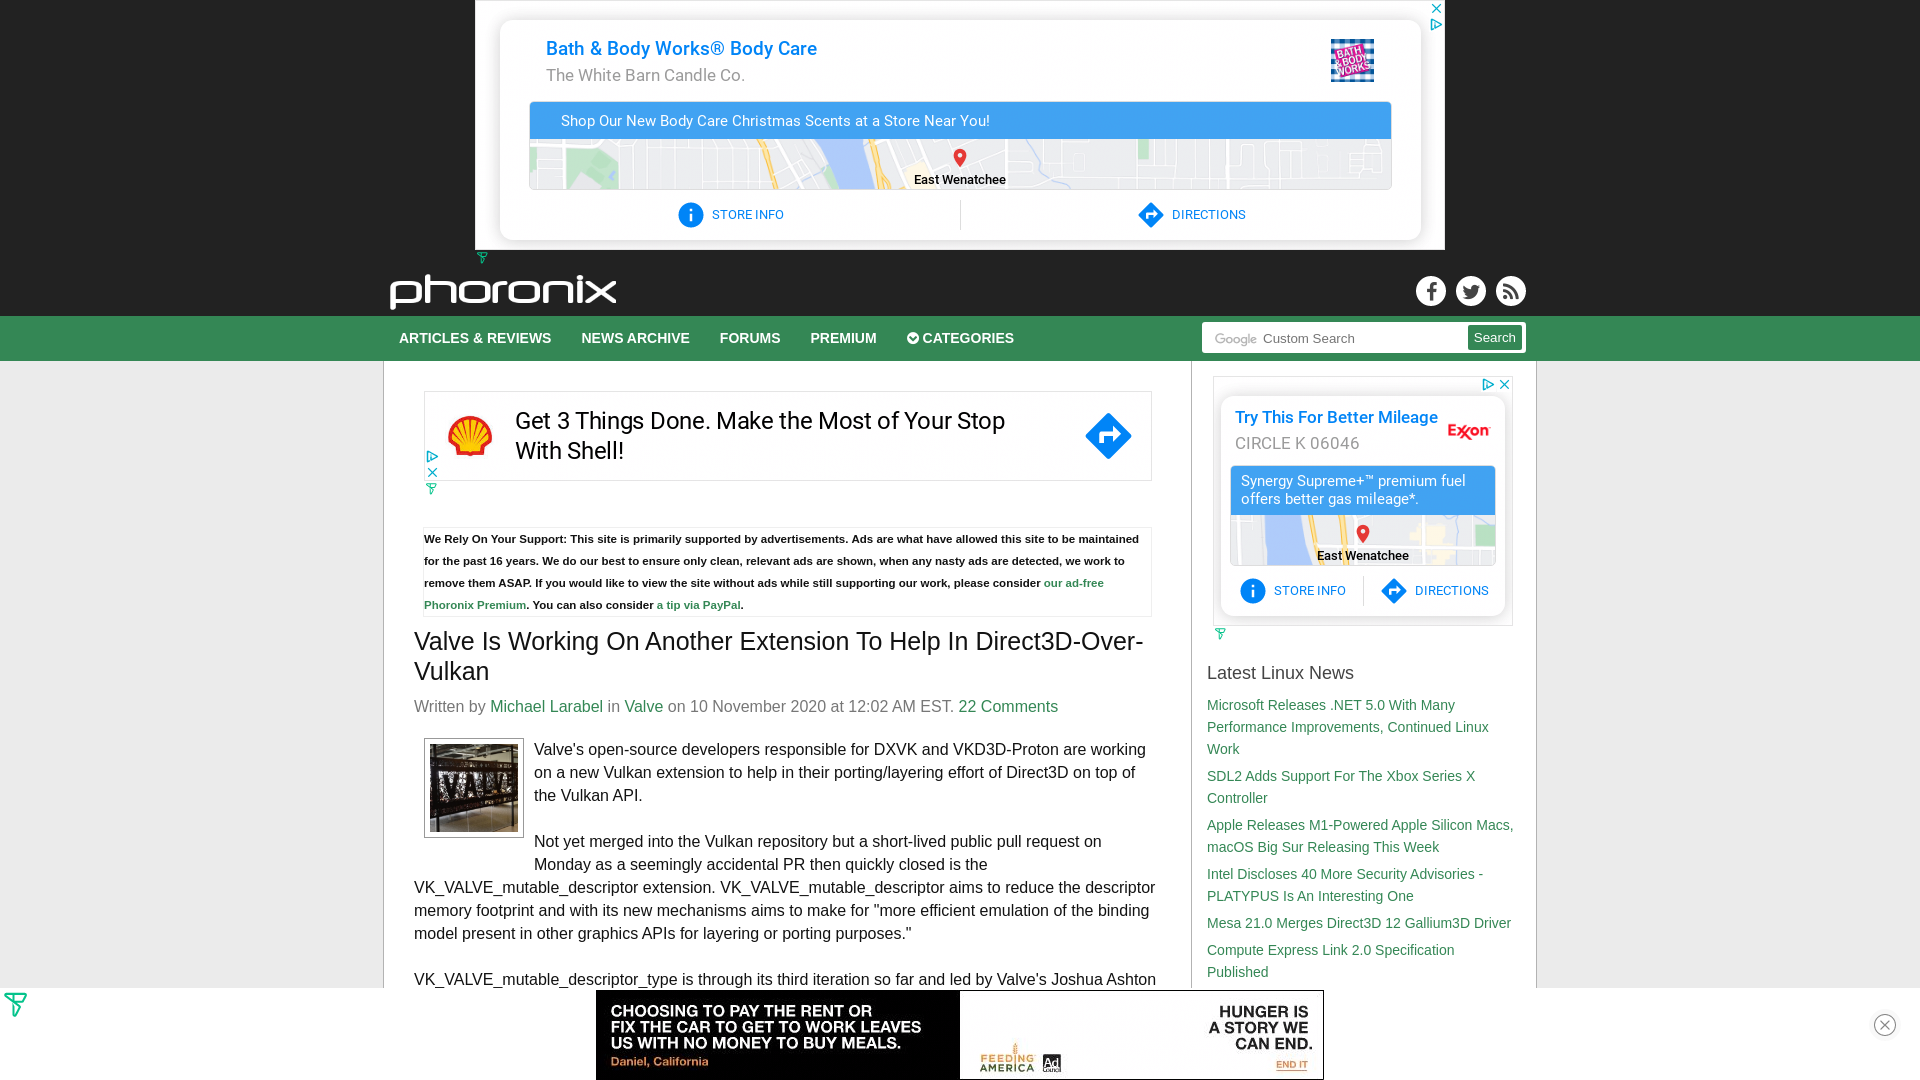 Bath & Body Works® Body Care
The White Barn Candle Co.
BATH
& BODY
WORKS
Shop Our New Body Care Christmas Scents at a Store Near You!
East Wenatchee
STORE INFO
DIRECTIONS
phoronix
ARTICLES & REVIEWS
NEWS ARCHIVE
FORUMS
PREMIUM
CATEGORIES
Google Custom Search
Search
Get 3 Things Done. Make the Most of Your Stop
With Shell!
We Rely On Your Support: This site is primarily supported by advertisements. Ads are what have allowed this site to be maintained
for the past 16 years. We do our best to ensure only clean, relevant ads are shown, when any nasty ads are detected, we work to
remove them ASAP. If you would like to view the site without ads while still supporting our work, please consider our ad-free
Phoronix Premium. You can also consider a tip via PayPal.
Valve Is Working On Another Extension To Help In Direct3D-Over-
Vulkan
Written by Michael Larabel in Valve on 10 November 2020 at 12:02 AM EST. 22 Comments
VALVE
Valve's open-source developers responsible for DXVK and VKD3D-Proton are working
on a new Vulkan extension to help in their porting/layering effort of Direct3D on top of
the Vulkan API.
Not yet merged into the Vulkan repository but a short-lived public pull request on
Monday as a seemingly accidental PR then quickly closed is the
VK_VALVE_mutable_descriptor extension. VK_VALVE_mutable_descriptor aims to reduce the descriptor
memory footprint and with its new mechanisms aims to make for "more efficient emulation of the binding
model present in other graphics APIs for layering or porting purposes."
VK_VALVE_mutable_descriptor_type is through its third iteration so far and led by Valve's Joshua Ashton
Try This For Better Mileage
CIRCLE K 06046
Exxon
Synergy Supreme+™ premium fuel
offers better gas mileage*.
East Wenatchee
STORE INFO
DIRECTIONS
Latest Linux News
Microsoft Releases .NET 5.0 With Many
Performance Improvements, Continued Linux
Work
SDL2 Adds Support For The Xbox Series X
Controller
Apple Releases M1-Powered Apple Silicon Macs,
macOS Big Sur Releasing This Week
Intel Discloses 40 More Security Advisories -
PLATYPUS Is An Interesting One
Mesa 21.0 Merges Direct3D 12 Gallium3D Driver
Compute Express Link 2.0 Specification
Published
CHOOSING TO PAY THE RENT OR
FIX THE CAR TO GET TO WORK LEAVES
US WITH NO MONEY TO BUY MEALS.
Daniel, California
FEEDING
AMERICA
Ad
Council
HUNGER IS
A STORY WE
CAN END.
END IT